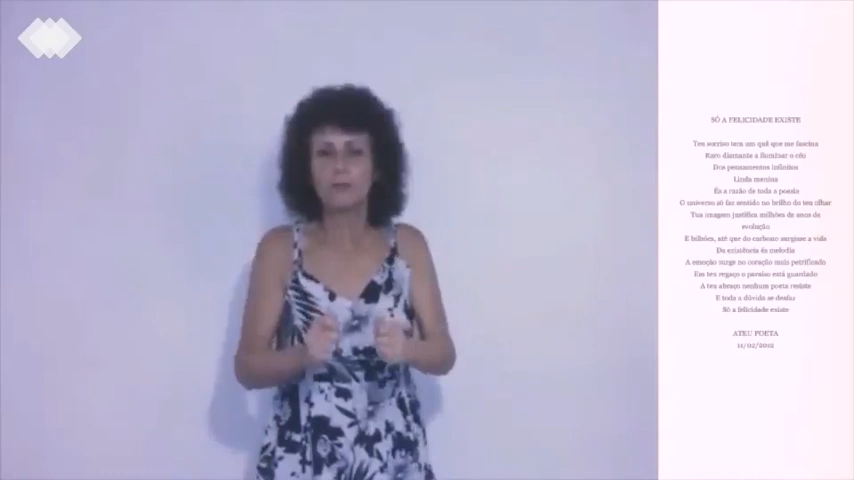 SÓ A FELICIDADE EXISTE
Teu sorriso tem um quê que me fascina
Raro diamante a iluminar o céu
Dos pensamentos infinitos
Linda menina
És a razão de toda a poesia
O universo só faz sentido no brilho do teu olhar
Tua imagem justifica milhões de anos da
evolução
E bilhões, até que do carbono surgisse a vida
Da existência és melodia
A emoção surge no coração mais petrificado
Em teu regaço o paraíso está guardado
A teu abraço nenhum poeta resiste
E toda a dúvida se desfaz
Só a felicidade existe
ATEU POETA
11/02/2012